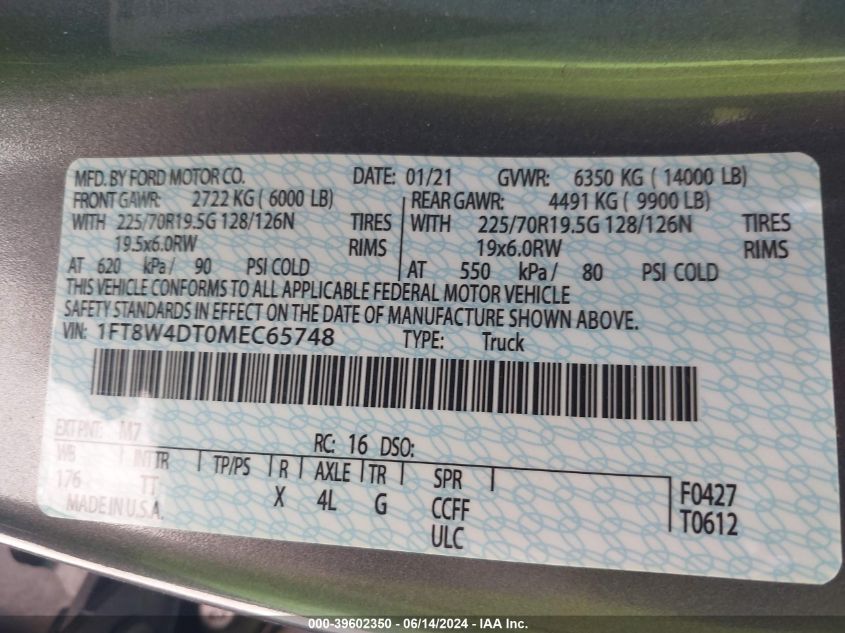 MFD. BY FORD MOTOR CO. DATE: 01/21 GVWR: 6350 KG ( 14000 LB)
FRONT GAWR: 2722 KG ( 6000 LB) REAR GAWR: 4491 KG ( 9900 LB)
WITH 225/70R19.5G 128/126N TIRES WITH 225/70R19.5G 128/126N TIRES
19.5x6.0RW RIMS 19x6.0RW RIMS
AT 620 kPa/ 90 PSI COLD AT 550 kPa/ 80 PSI COLD
THIS VEHICLE CONFORMS TO ALL APPLICABLE FEDERAL MOTOR VEHICLE
SAFETY STANDARDS IN EFFECT ON THE DATE OF MANUFACTURE SHOWN ABOVE.
VIN: 1FT8W4DT0MEC65748 TYPE: Truck
EXT PNT: M7 RC: 16 DSO:
WB INT TR TP/PS R AXLE TR SPR
176 TT X 4L G CCFF F0427
MADE IN U.S.A. ULC T0612
000-39602350 - 06/14/2024 - IAA Inc.